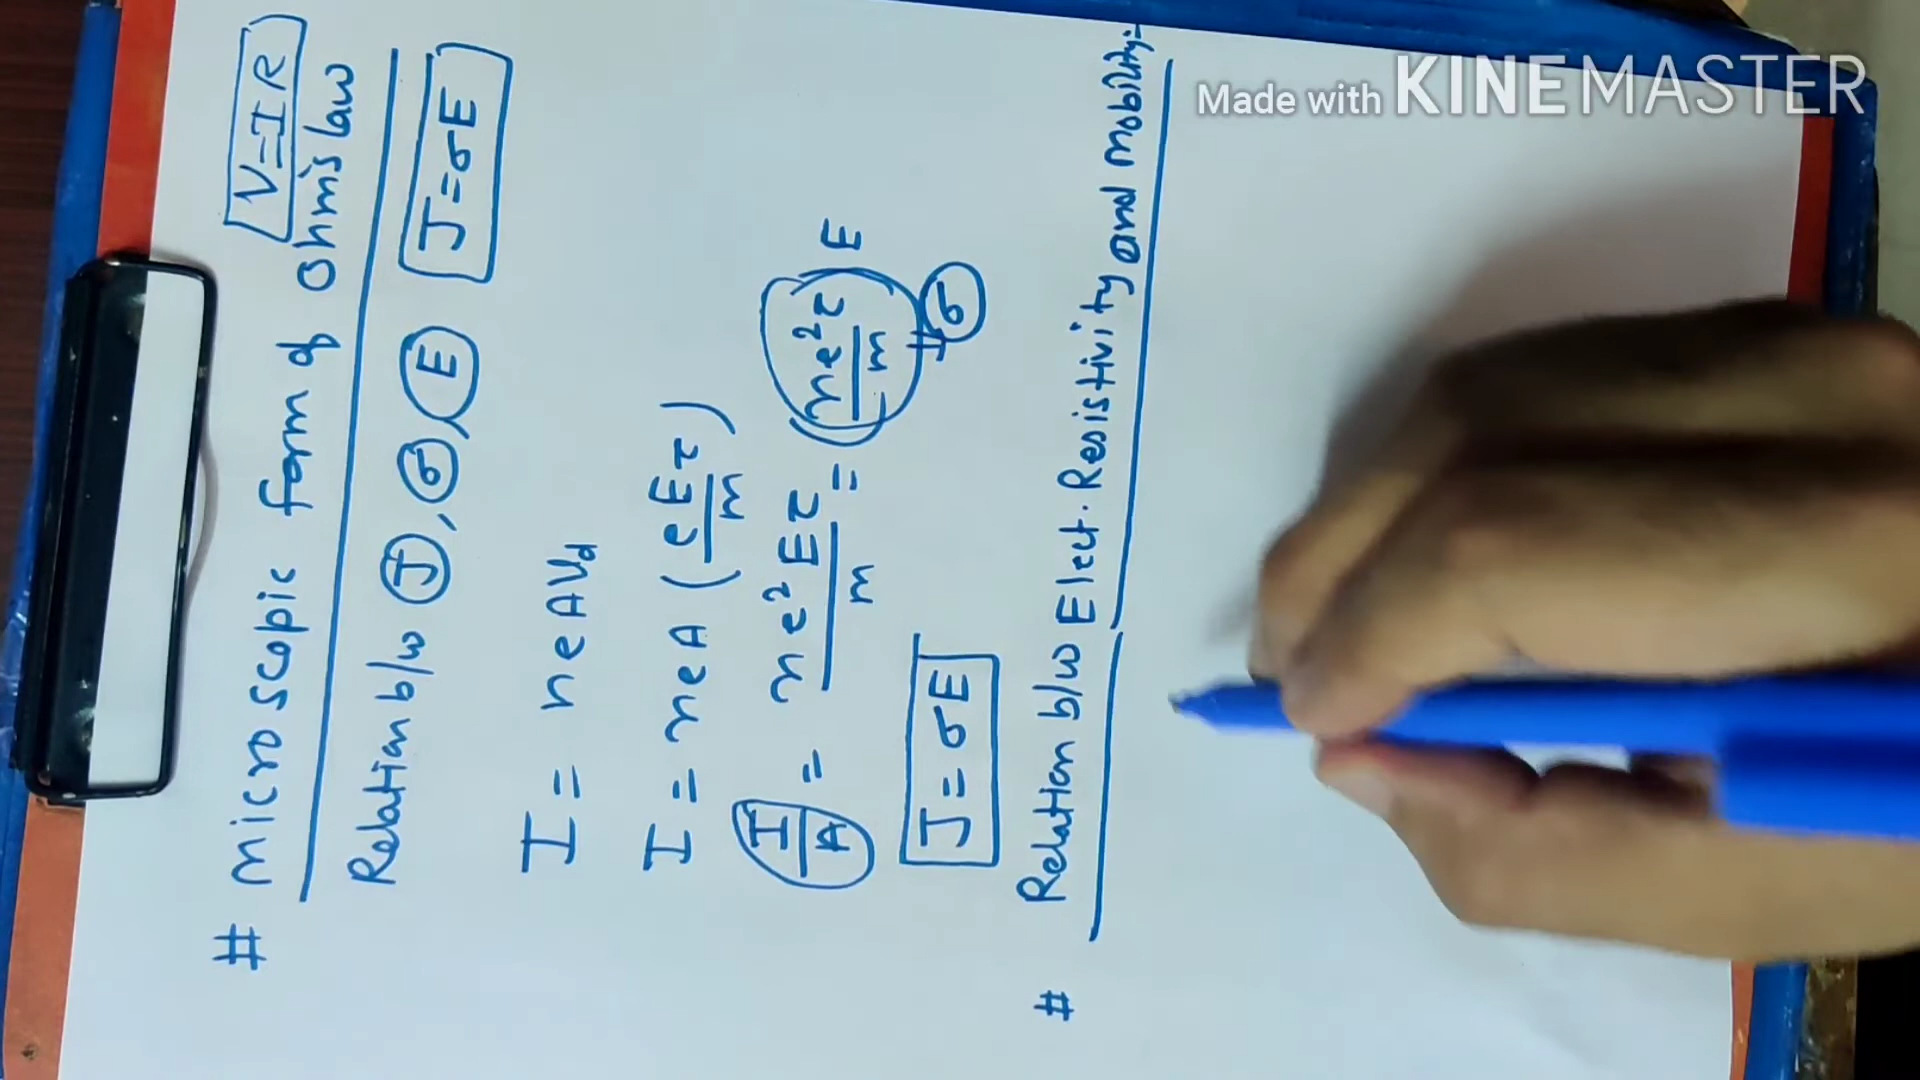 V=IR
# microscopic form of ohm's law
Relation b/w J, σ, E J=σE
I = neAVd
I = neA (eEτ/m)
I/A = ne²Eτ/m = (ne²τ/m) E
σ
J=σE
# Relation b/w Elect. Resistivity and mobility:-
Made with KINEMASTER